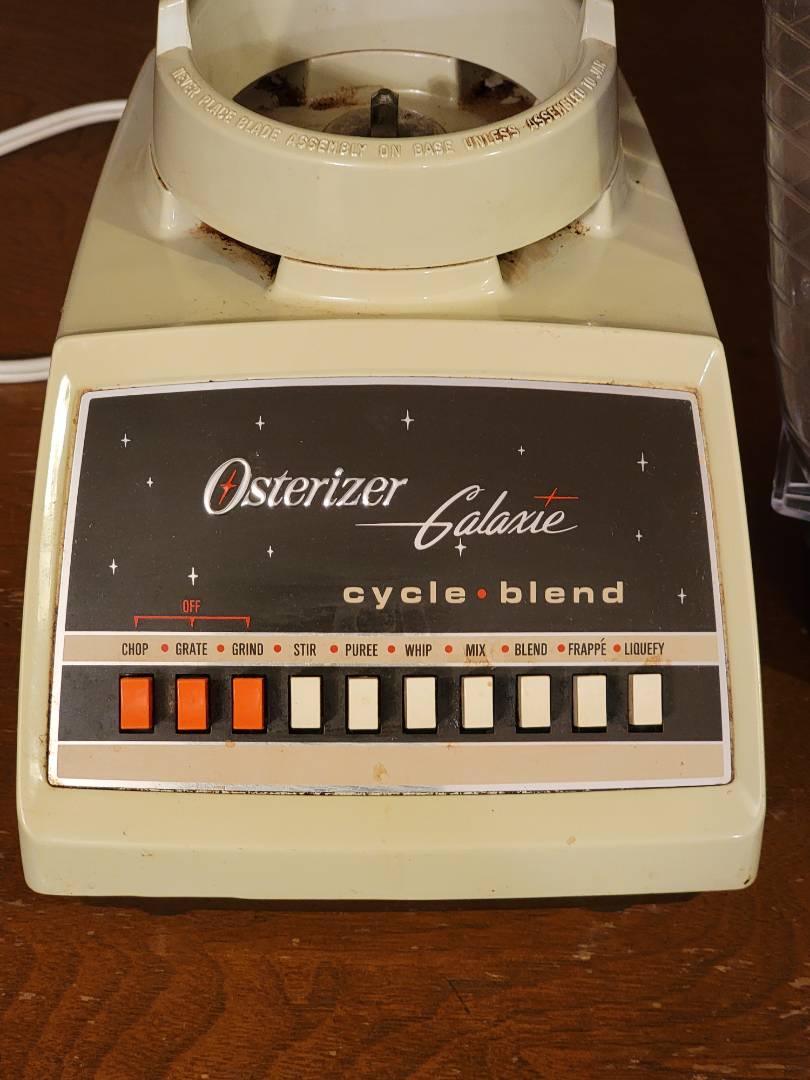 NEVER PLACE BLADE ASSEMBLY ON BASE UNLESS ASSEMBLED TO JAR
Osterizer
Galaxie
cycle • blend
OFF
CHOP • GRATE • GRIND • STIR • PUREE • WHIP • MIX • BLEND • FRAPPÉ • LIQUEFY